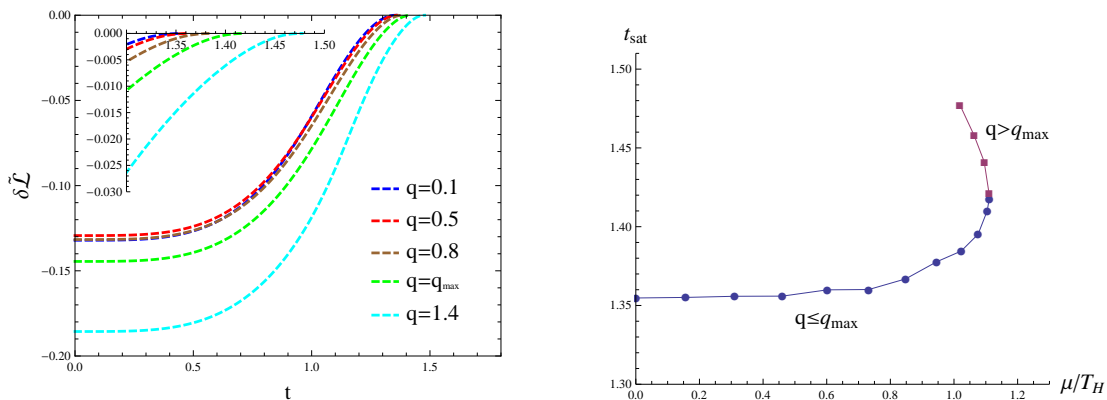 0.00
−0.05
−0.10
−0.15
−0.20
0.0
0.5
1.0
1.5
δL̃
t
0.000
−0.005
−0.010
−0.015
−0.020
−0.025
−0.030
1.35
1.40
1.45
1.50
q=0.1
q=0.5
q=0.8
q=q_max
q=1.4
t_sat
1.50
1.45
1.40
1.35
1.30
0.0
0.2
0.4
0.6
0.8
1.0
1.2
μ/T_H
q>q_max
q≤q_max